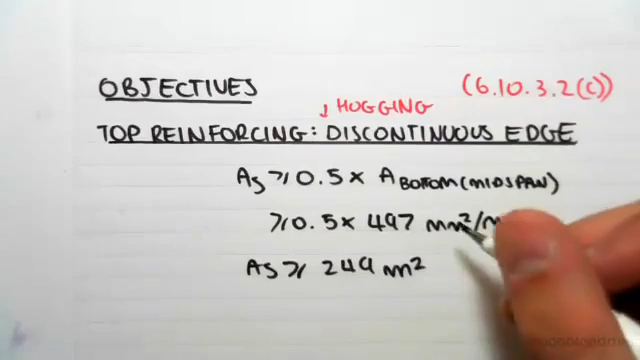 OBJECTIVES
(6.10.3.2(C))
↓ HOGGING
TOP REINFORCING: DISCONTINUOUS EDGE
As ≥ 0.5 × A BOTTOM (MIDSPAN)
≥ 0.5 × 497 mm²/m
As ≥ 249 m²